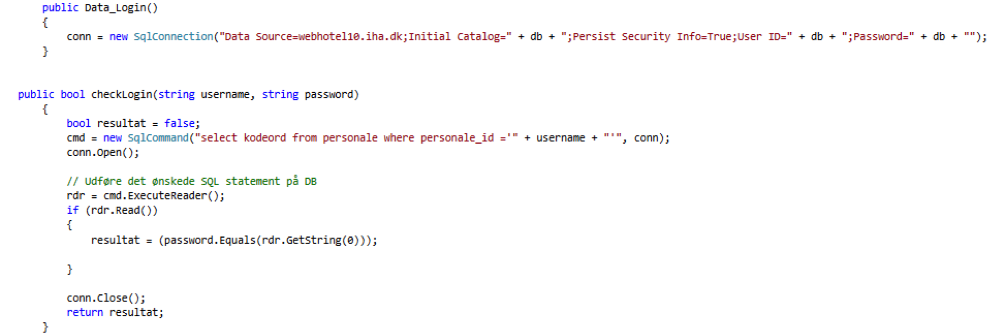 public Data_Login()
{
conn = new SqlConnection("Data Source=webhotel10.iha.dk;Initial Catalog=" + db + ";Persist Security Info=True;User ID=" + db + ";Password=" + db + "");
}
public bool checkLogin(string username, string password)
{
bool resultat = false;
cmd = new SqlCommand("select kodeord from personale where personale_id ='" + username + "'", conn);
conn.Open();
// Udføre det ønskede SQL statement på DB
rdr = cmd.ExecuteReader();
if (rdr.Read())
{
resultat = (password.Equals(rdr.GetString(0)));
}
conn.Close();
return resultat;
}